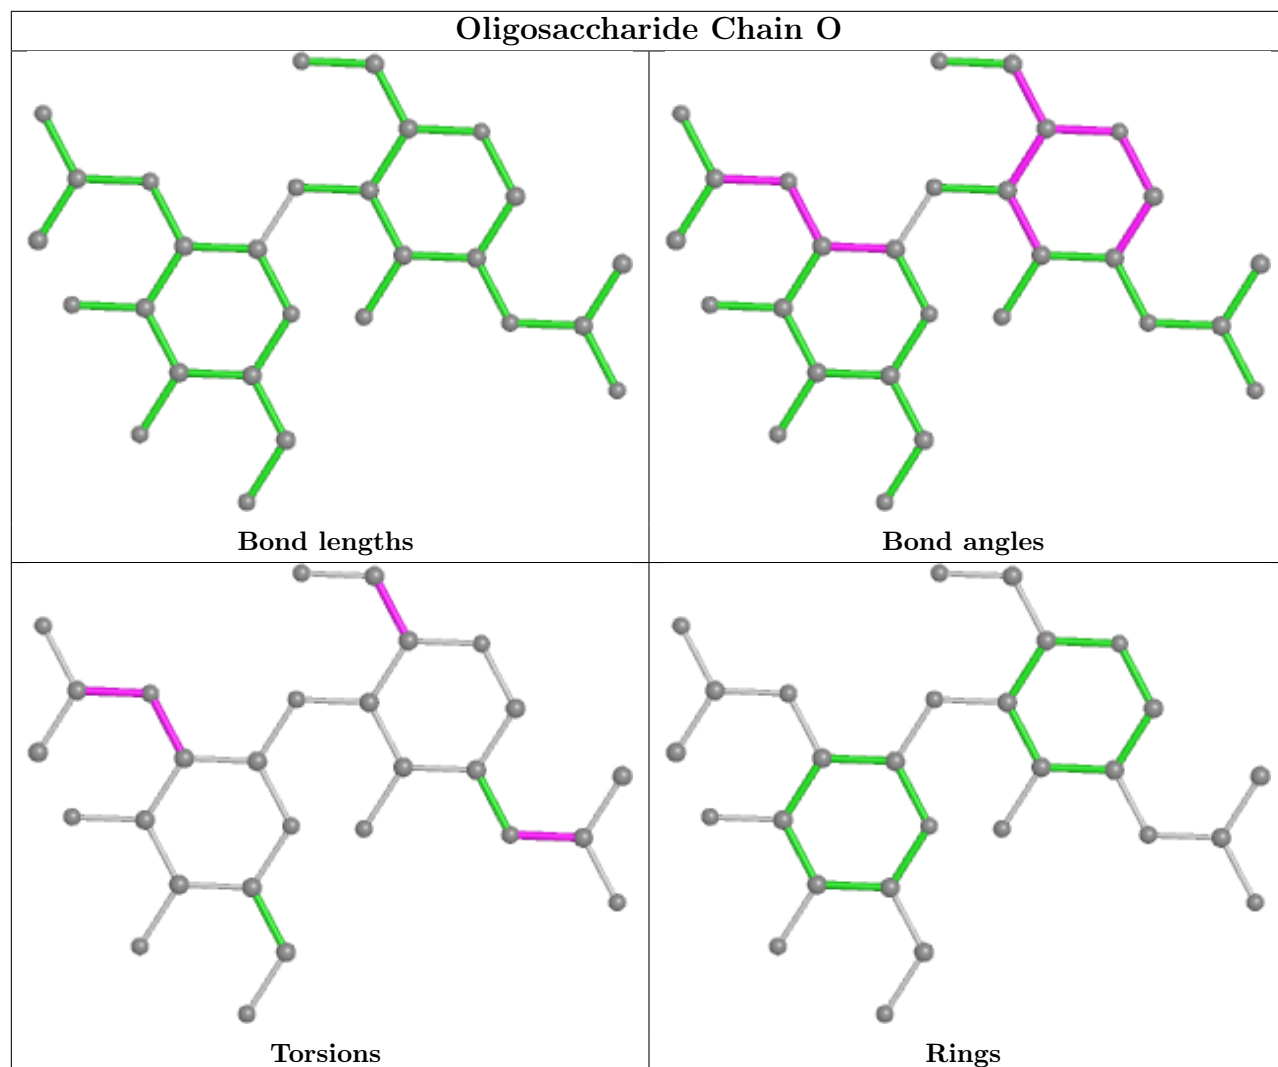 Oligosaccharide Chain O
Bond lengths
Bond angles
Torsions
Rings